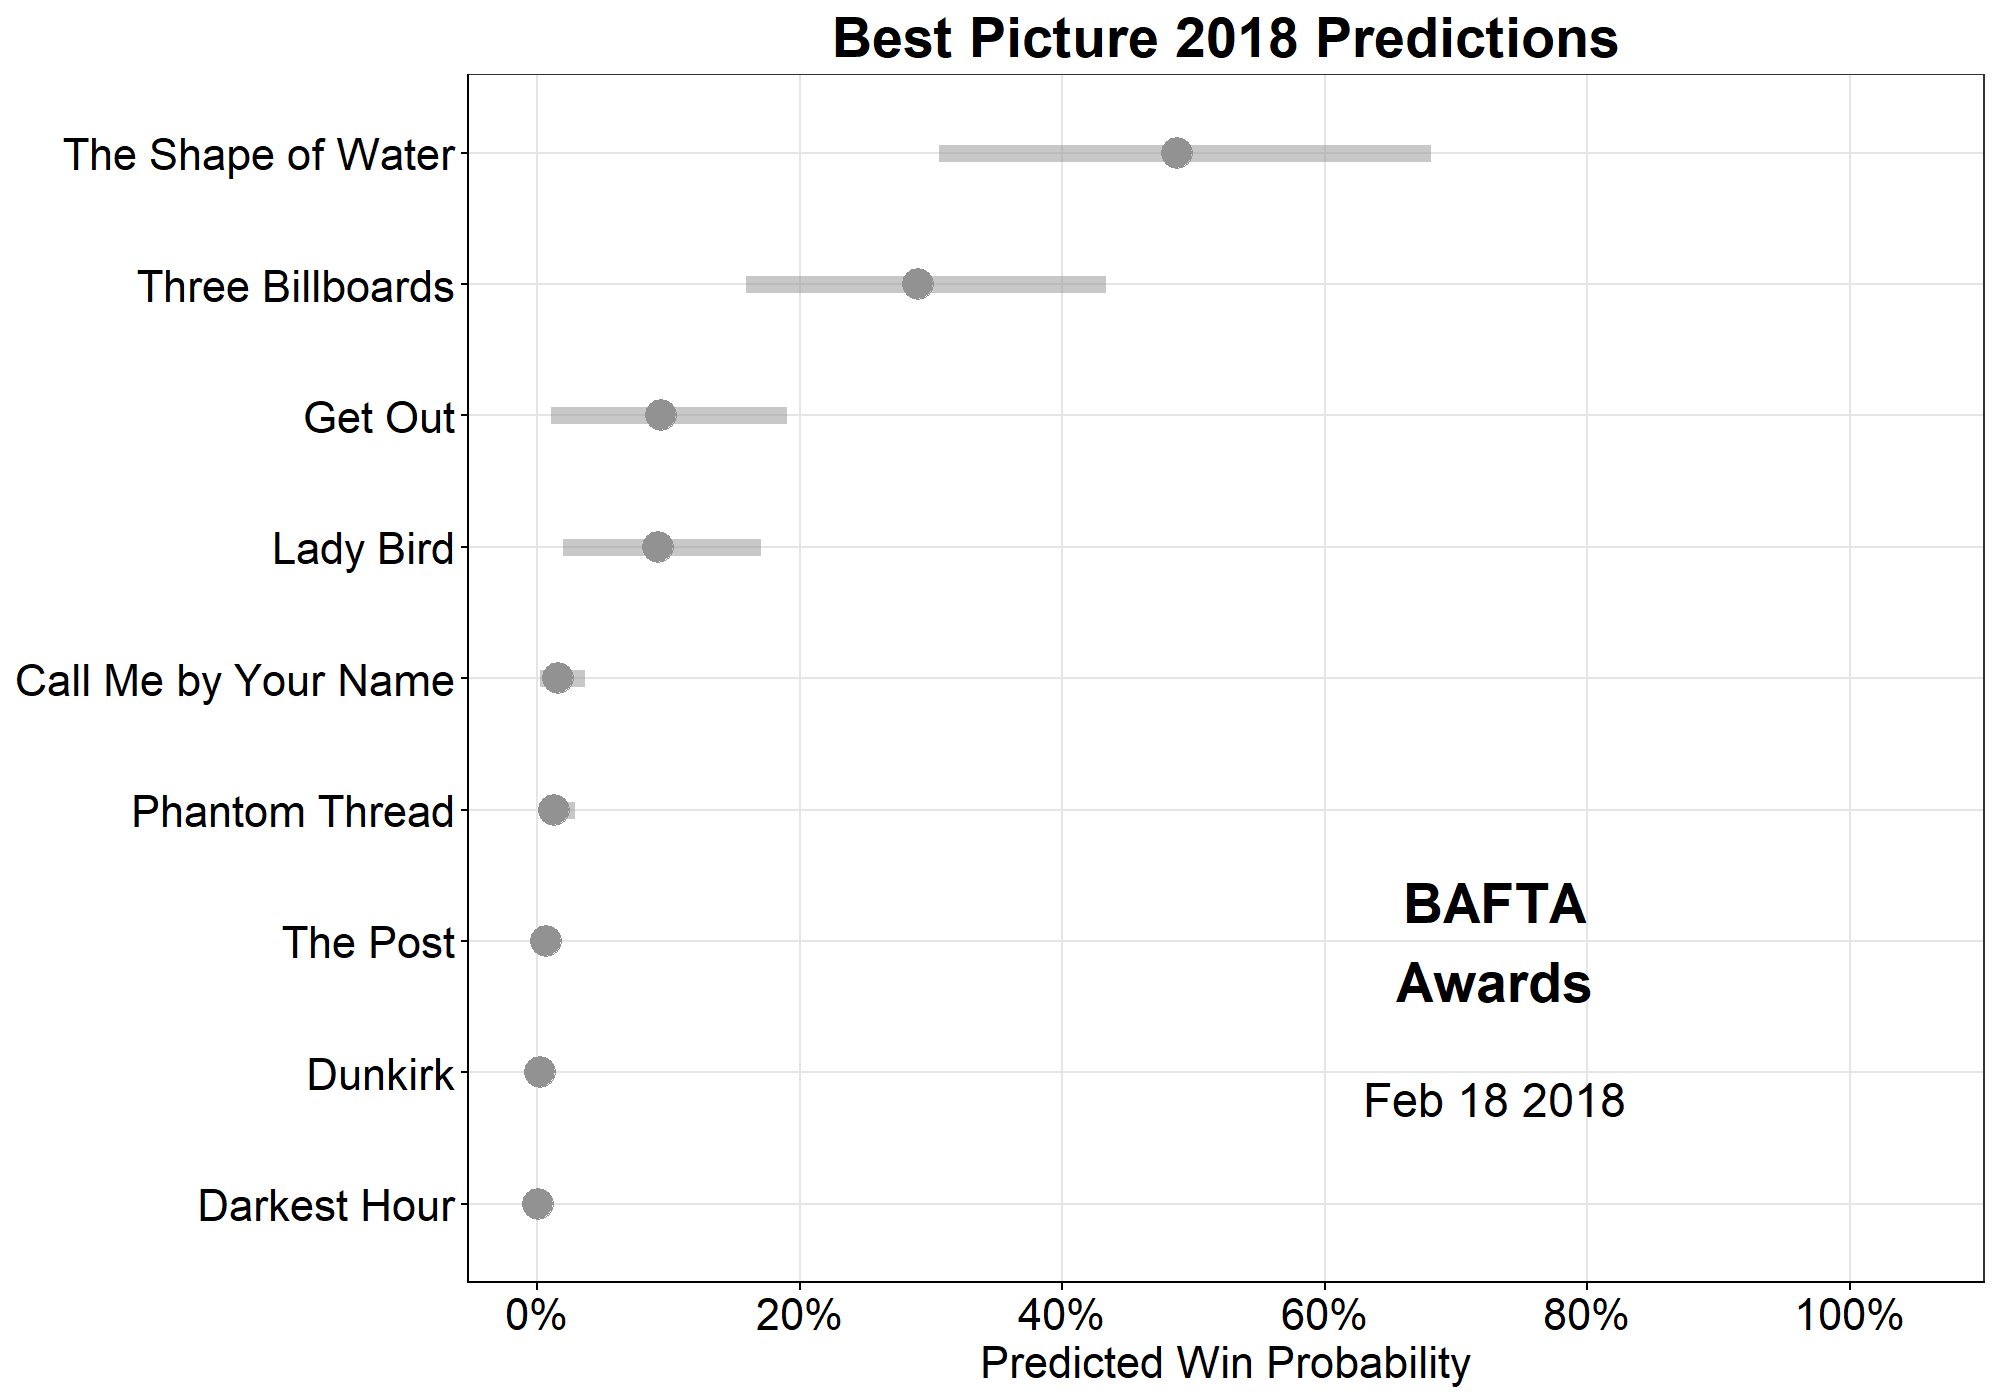 Best Picture 2018 Predictions
The Shape of Water
Three Billboards
Get Out
Lady Bird
Call Me by Your Name
Phantom Thread
The Post
Dunkirk
Darkest Hour
BAFTA
Awards
Feb 18 2018
0% 20% 40% 60% 80% 100%
Predicted Win Probability